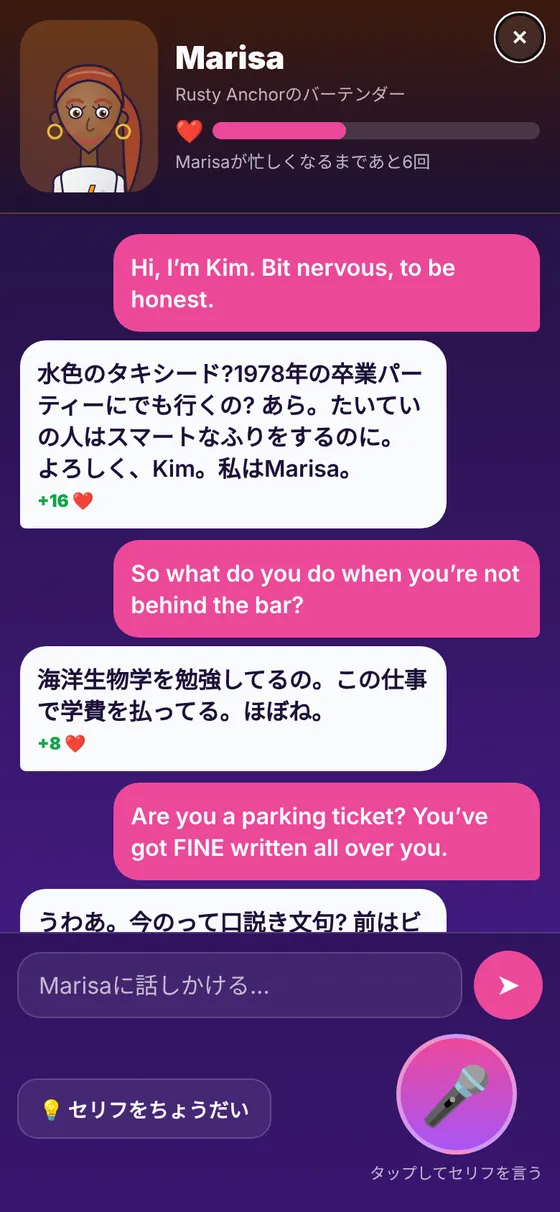 Marisa
Rusty Anchorのバーテンダー
Marisaが忙しくなるまであと6回
Hi, I’m Kim. Bit nervous, to be
honest.
水色のタキシード?1978年の卒業パー
ティーにでも行くの? あら。たいてい
の人はスマートなふりをするのに。
よろしく、Kim。私はMarisa。
+16
So what do you do when you’re not
behind the bar?
海洋生物学を勉強してるの。この仕事
で学費を払ってる。ほぼね。
+8
Are you a parking ticket? You’ve
got FINE written all over you.
うわあ。今のって口説き文句? 前はビ
Marisaに話しかける...
セリフをちょうだい
タップしてセリフを言う